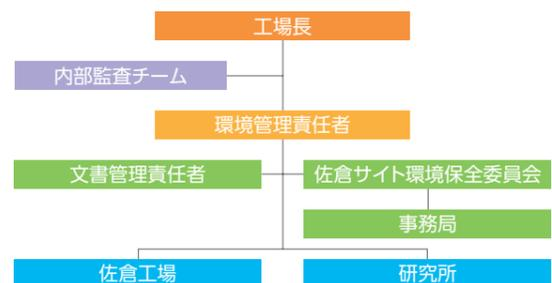 工場長
内部監査チーム
環境管理責任者
文書管理責任者
佐倉サイト環境保全委員会
事務局
佐倉工場
研究所